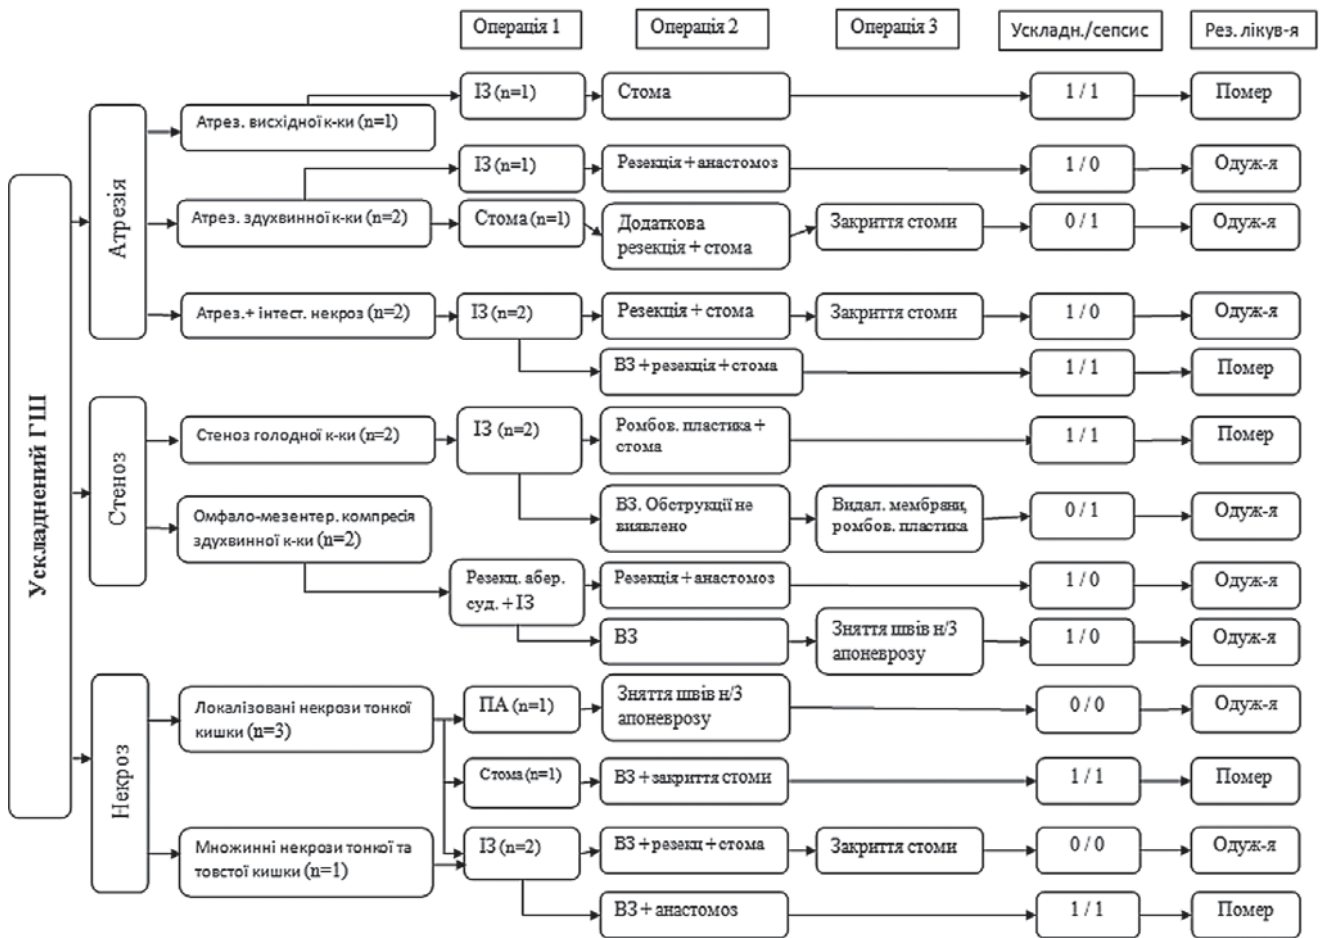 Операція 1
Операція 2
Операція 3
Ускладн./сепсис
Рез. лікув-я
Ускладнений ГШ
Атрезія
Атрез. висхідної к-ки (n=1)
ІЗ (n=1)
Стома
1 / 1
Помер
Атрез. здухвинної к-ки (n=2)
ІЗ (n=1)
Резекція + анастомоз
1 / 0
Одуж-я
Стома (n=1)
Додаткова
резекція + стома
Закриття стоми
0 / 1
Одуж-я
Атрез.+ інтест. некроз (n=2)
ІЗ (n=2)
Резекція + стома
Закриття стоми
1 / 0
Одуж-я
ВЗ + резекція + стома
1 / 1
Помер
Стеноз
Стеноз голодної к-ки (n=2)
ІЗ (n=2)
Ромбов. пластика +
стома
1 / 1
Помер
ВЗ. Обструкції не
виявлено
Видал. мембряни,
ромбов. пластика
0 / 1
Одуж-я
Омфало-мезентер. компресія
здухвинної к-ки (n=2)
Резекц. абер.
суд. + ІЗ
Резекція + анастомоз
1 / 0
Одуж-я
ВЗ
Зняття швів н/З
апоневрозу
1 / 0
Одуж-я
Некроз
Локалізовані некрози тонкої
кишки (n=3)
ПА (n=1)
Зняття швів н/З
апоневрозу
0 / 0
Одуж-я
Стома (n=1)
ВЗ + закриття стоми
1 / 1
Помер
Множинні некрози тонкої та
товстої кишки (n=1)
ІЗ (n=2)
ВЗ + резекц + стома
Закриття стоми
0 / 0
Одуж-я
ВЗ + анастомоз
1 / 1
Помер